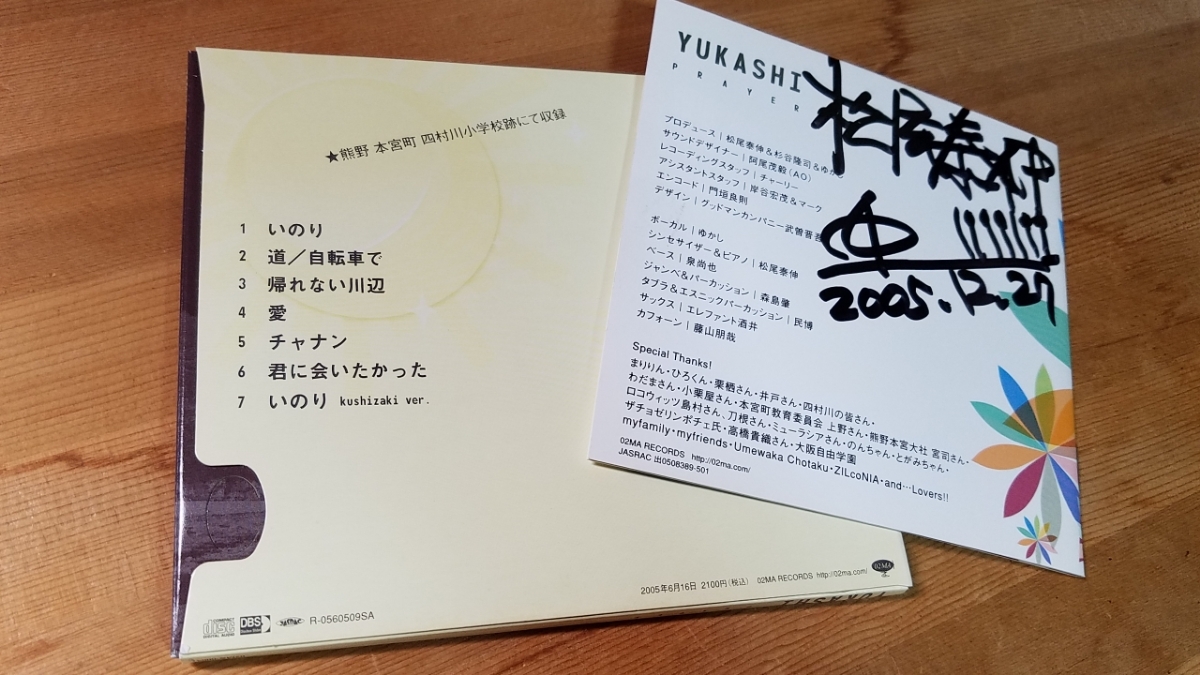 ★熊野 本宮町 四村川小学校跡にて収録
1 いのり
2 道／自転車で
3 帰れない川辺
4 愛
5 チャナン
6 君に会いたかった
7 いのり kushizaki ver.
2005年6月16日 2100円(税込) 02MA RECORDS http://02ma.com/
02MA
COMPACT disc DIGITAL AUDIO
DBS
JASRAC
R-0560509SA
YUKASHI
YUKASHI
PRAYER
プロデュース｜松尾泰伸＆杉谷隆司＆ゆかし
サウンドデザイナー｜阿尾茂毅(AO)
レコーディングスタッフ｜チャーリー
アシスタントスタッフ｜岸谷宏茂＆マーク
エンコード｜門垣良則
デザイン｜グッドマンカンパニー武曽晋吾
ボーカル｜ゆかし
シンセサイザー＆ピアノ｜松尾泰伸
ベース｜泉尚也
ジャンベ＆パーカッション｜森島肇
タブラ＆エスニックパーカッション｜民博
サックス｜エレファント酒井
カフォーン｜藤山朋哉
2005.12.27
Special Thanks!
まりりん・ひろくん・栗栖さん・井戸さん・四村川の皆さん・
わだまさん・小栗屋さん・本宮町教育委員会 上野さん・熊野本宮大社 宮司さん・
ロコウィッツ島村さん、刀根さん・ミューラシアさん・のんちゃん・とがみちゃん・
ザチョゼリンポチェ氏・高橋貴織さん・大阪自由学園
myfamily・myfriends・Umewaka Chotaku・ZILcoNIA・and…Lovers!!
02MA RECORDS http://02ma.com/
JASRAC 出0508389-501